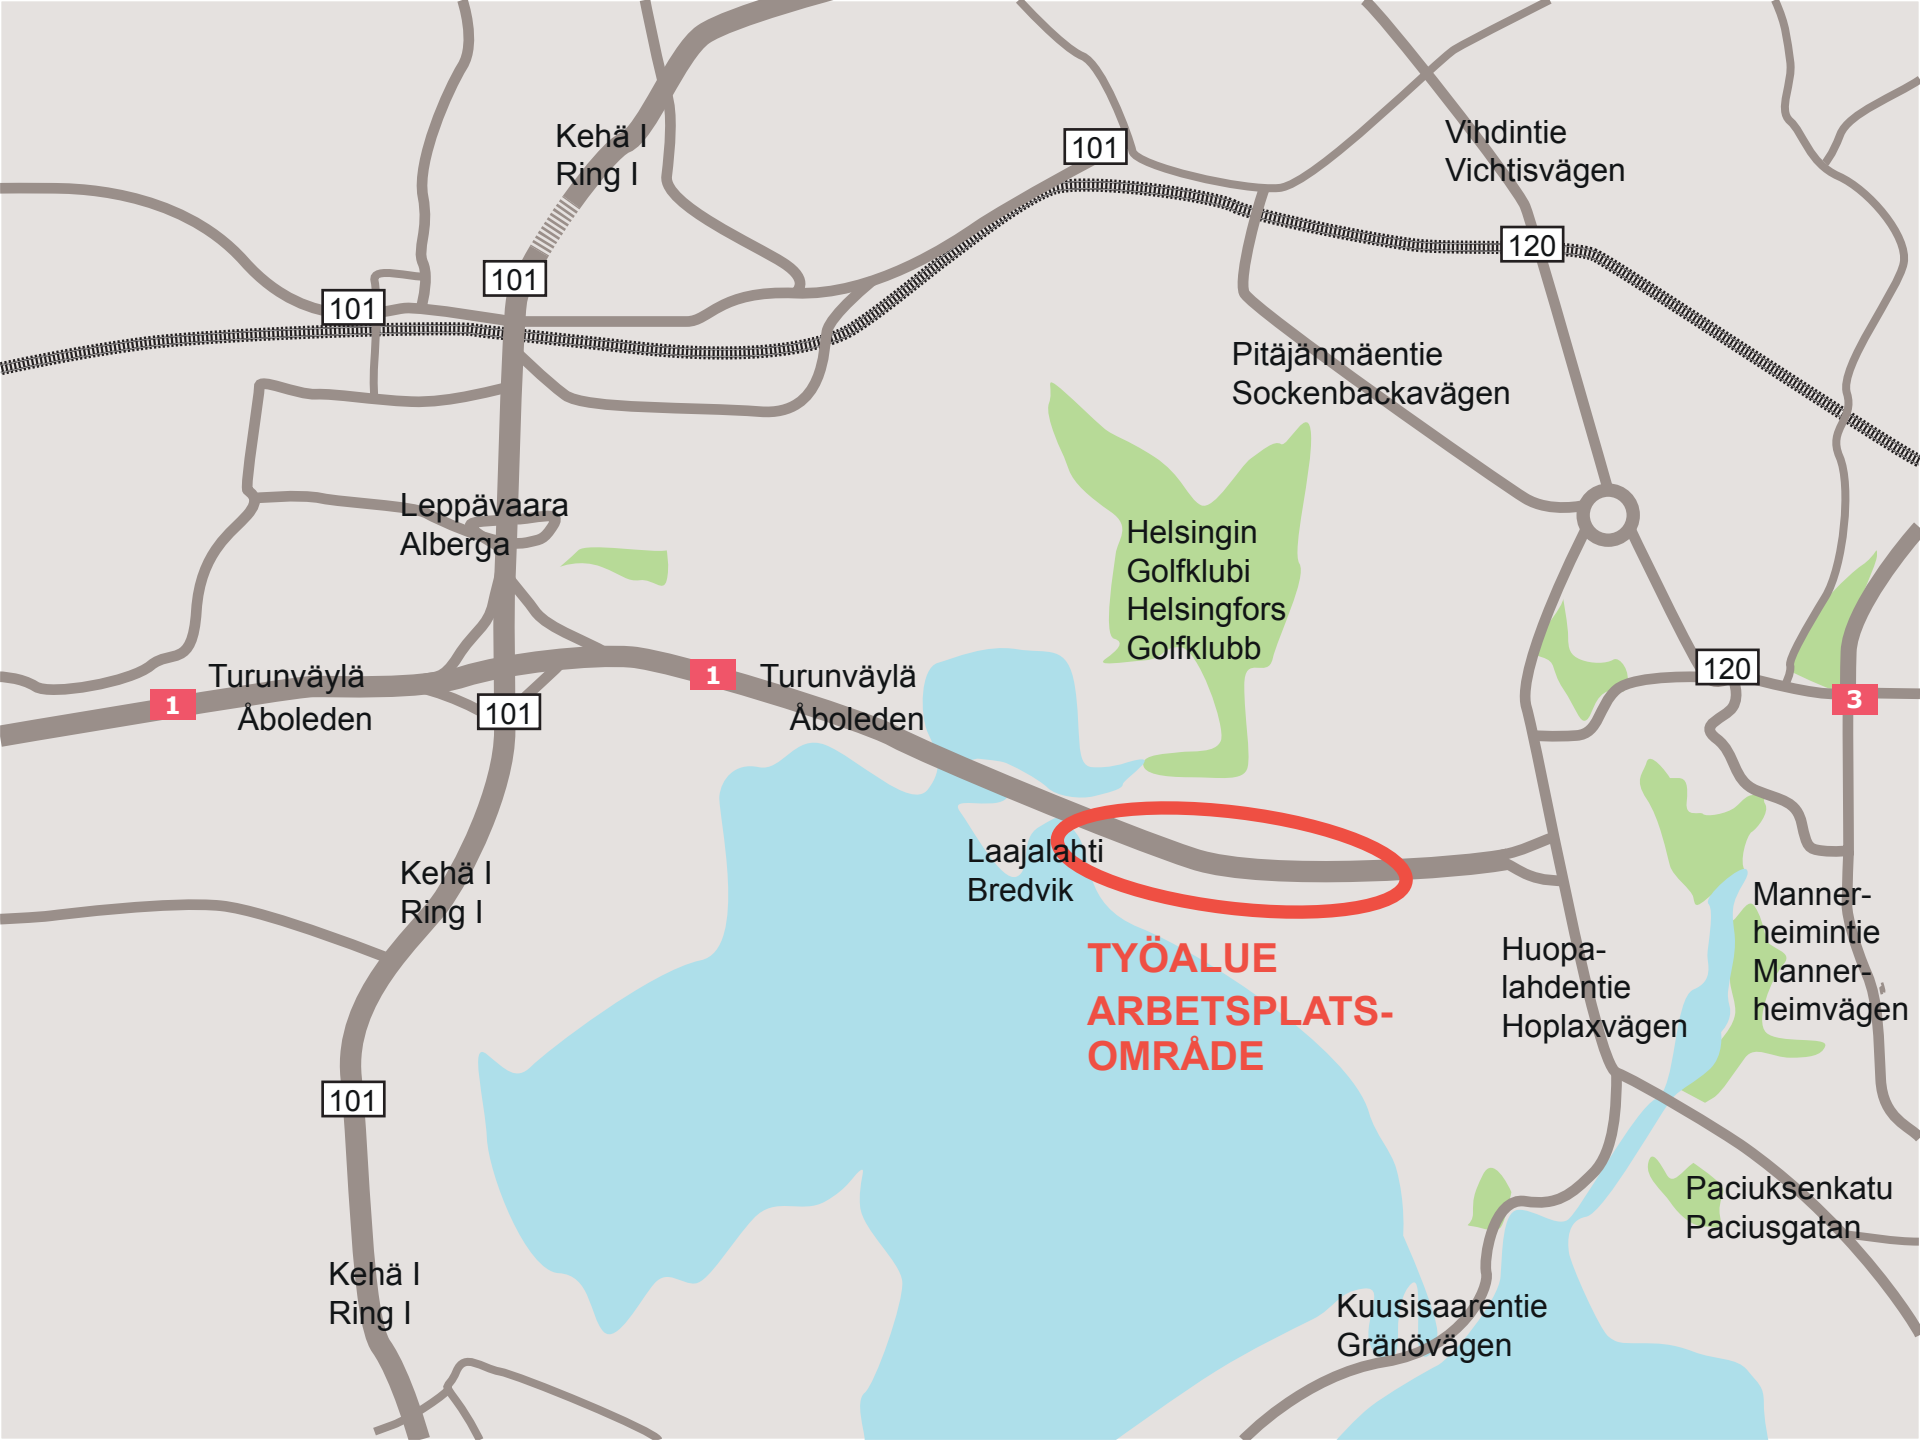 Kehä I
Ring I
101
Vihdintie
Vichtisvägen
120
101
101
Pitäjänmäentie
Sockenbackavägen
Leppävaara
Alberga
Helsingin
Golfklubi
Helsingfors
Golfklubb
1
Turunväylä
Åboleden
101
1
Turunväylä
Åboleden
120
3
Kehä I
Ring I
Laajalahti
Bredvik
TYÖALUE
ARBETSPLATS-
OMRÅDE
Huopa-
lahdentie
Hoplaxvägen
Manner-
heimintie
Manner-
heimvägen
101
Paciuksenkatu
Paciusgatan
Kehä I
Ring I
Kuusisaarentie
Gränövägen